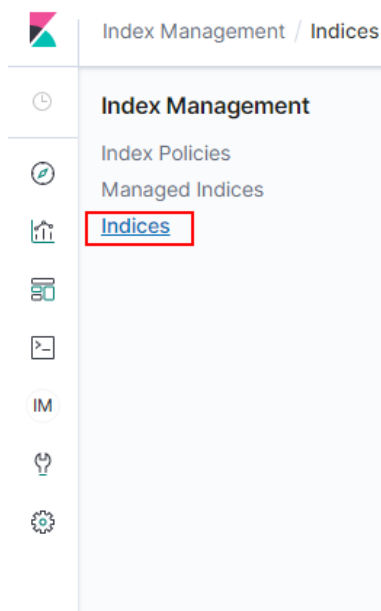 Index Management / Indices
Index Management
Index Policies
Managed Indices
Indices
>_
IM